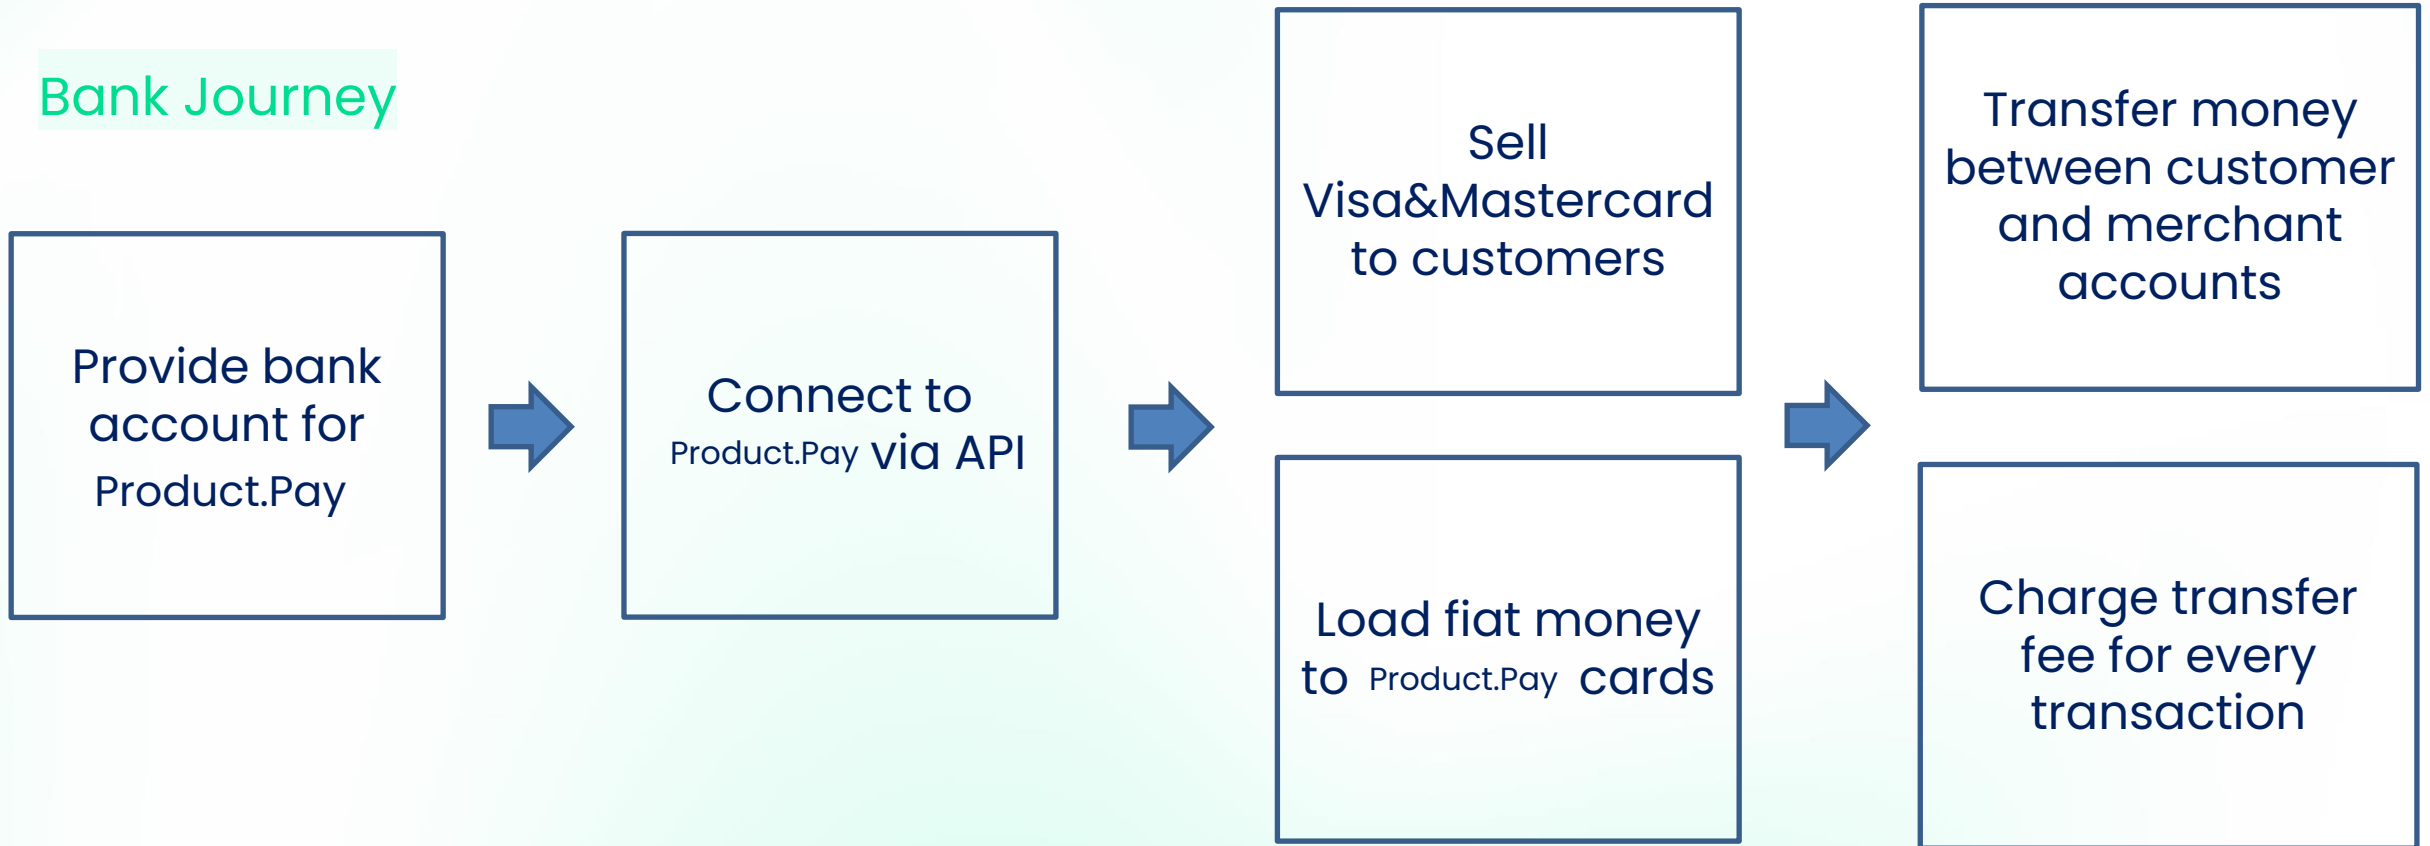 Bank Journey
Provide bank
account for
Product.Pay
Connect to
Product.Pay via API
Sell
Visa&Mastercard
to customers
Load fiat money
to Product.Pay cards
Transfer money
between customer
and merchant
accounts
Charge transfer
fee for every
transaction